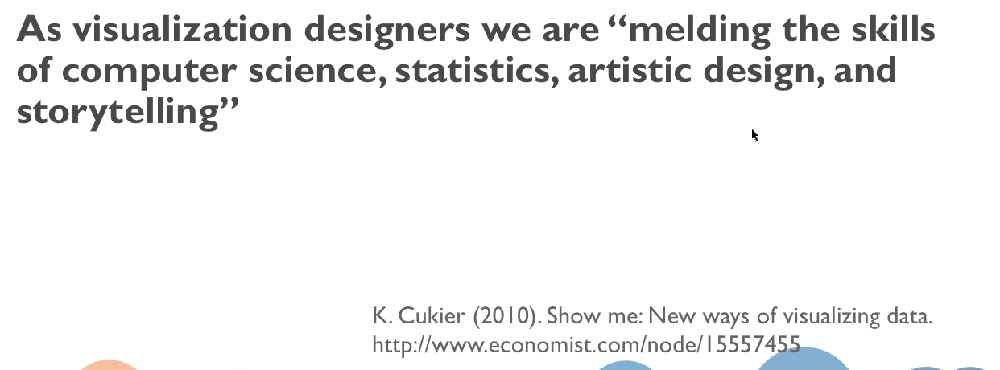 As visualization designers we are “melding the skills
of computer science, statistics, artistic design, and
storytelling”
K. Cukier (2010). Show me: New ways of visualizing data.
http://www.economist.com/node/15557455